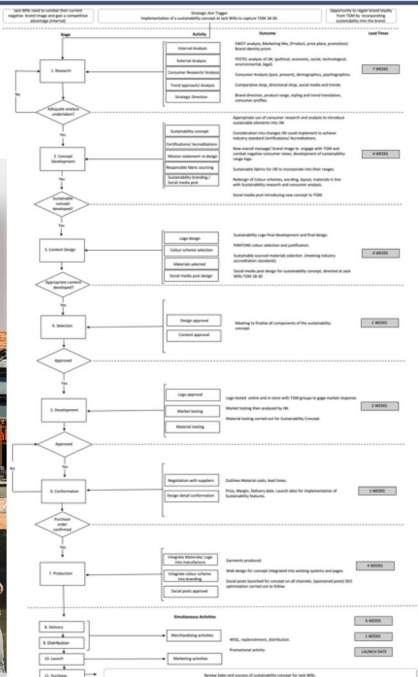 Jack Wills need to combat their current
negative brand image and gain a competitive
advantage (internal)
Strategic Aim Trigger
Implementation of a sustainability concept at Jack Wills to capture TSM 18-30
Opportunity to regain brand loyalty
from TSM by incorporating
sustainability into the brand
Stage
Activity
Outcome
Lead Times
1. Research
Internal Analysis
External Analysis
Consumer Research/ Analysis
Trend approach/ Analysis
Strategic Direction
SWOT analysis, Marketing Mix, (Product, price place, promotion)
Brand identity prism.
PESTEL analysis of JW, (political, economic, social, technological,
environmental, legal)
Consumer Analysis (past, present), demographics, psychographics.
Comparative shop, directional shop, social media and trends.
Brand direction, product range, styling and trend translation,
consumer profiles.
7 WEEKS
Adequate analysis
undertaken?
No
Yes
2. Concept
Development
Sustainability concept
Certifications/ Accreditations
Mission statement re design
Responsible fabric sourcing
Sustainability branding /
Social media post
Appropriate use of consumer research and analysis to introduce
sustainable elements into JW
Consideration into changes JW could implement to achieve
industry standard Certifications/ Accreditations.
New overall message/ brand image to engage with TSM and
combat negative consumer views, development of sustainability
range logo.
Sustainable fabrics for JW to incorporate into their ranges.
Redesign of Colour schemes, wording, layout, materials in line
with Sustainability research and consumer analysis.
Social media post introducing new concept to TSM
4 WEEKS
Sustainable
concept
developed?
Yes
3. Content Design
Logo design
Colour scheme selection
Materials selected
Social media post design
Sustainability Logo final development and final design.
PANTONE colour selection and justification.
Sustainable sourced materials selection. (meeting industry
accreditation standards)
Social media post design for sustainability concept, directed at Jack
Wills TSM 18-30
4 WEEKS
Appropriate content
developed?
Yes
4. Selection
Design approval
Content approval
Meeting to finalise all components of the sustainability
concept.
1 WEEKS
Approved
Yes
5. Development
Logo approval
Market testing
Material testing
Logo tested online and in store with TSM groups to gage market response.
Market testing then analysed by JW.
Material testing carried out for Sustainability Concept.
2 WEEKS
Approved
No
Yes
6. Conformation
Negotiation with suppliers
Design detail conformation
Outlines Material costs, lead times.
Price, Margin, Delivery date, Launch date for implementation of
Sustainability features.
WEEKS
Purchase
order
confirmed
Yes
7. Production
Integrate Materials/ Logo
into manufacture
Integrate colour scheme
into branding
Social posts approval
Garments produced
Web design for concept integrated into existing systems and pages.
Social posts launched for concept on all channels. (sponsored posts) SEO
optimisation carried out to follow.
WEEKS
Simultaneous Activities
8. Delivery
9. Distribution
Merchandising activities
WSSI, replenishment, distribution.
6 WEEKS
1 WEEKS
10. Launch
Marketing activities
Promotional activity
LAUNCH DATE
11. Purchase
Review Sales and success of sustainability concept for Jack Wills.